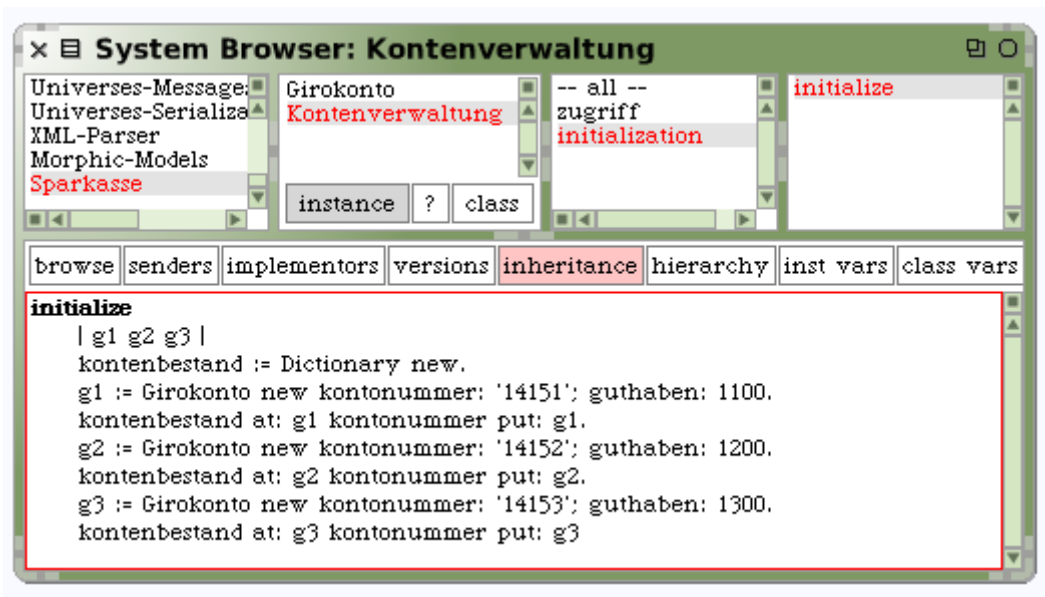 System Browser: Kontenverwaltung
Universes-Message
Universes-Serializa
XML-Parser
Morphic-Models
Sparkasse
Girokonto
Kontenverwaltung
instance ? class
-- all --
zugriff
initialization
initialize
browse senders implementors versions inheritance hierarchy inst vars class vars
initialize
| g1 g2 g3 |
kontenbestand := Dictionary new.
g1 := Girokonto new kontonummer: '14151'; guthaben: 1100.
kontenbestand at: g1 kontonummer put: g1.
g2 := Girokonto new kontonummer: '14152'; guthaben: 1200.
kontenbestand at: g2 kontonummer put: g2.
g3 := Girokonto new kontonummer: '14153'; guthaben: 1300.
kontenbestand at: g3 kontonummer put: g3